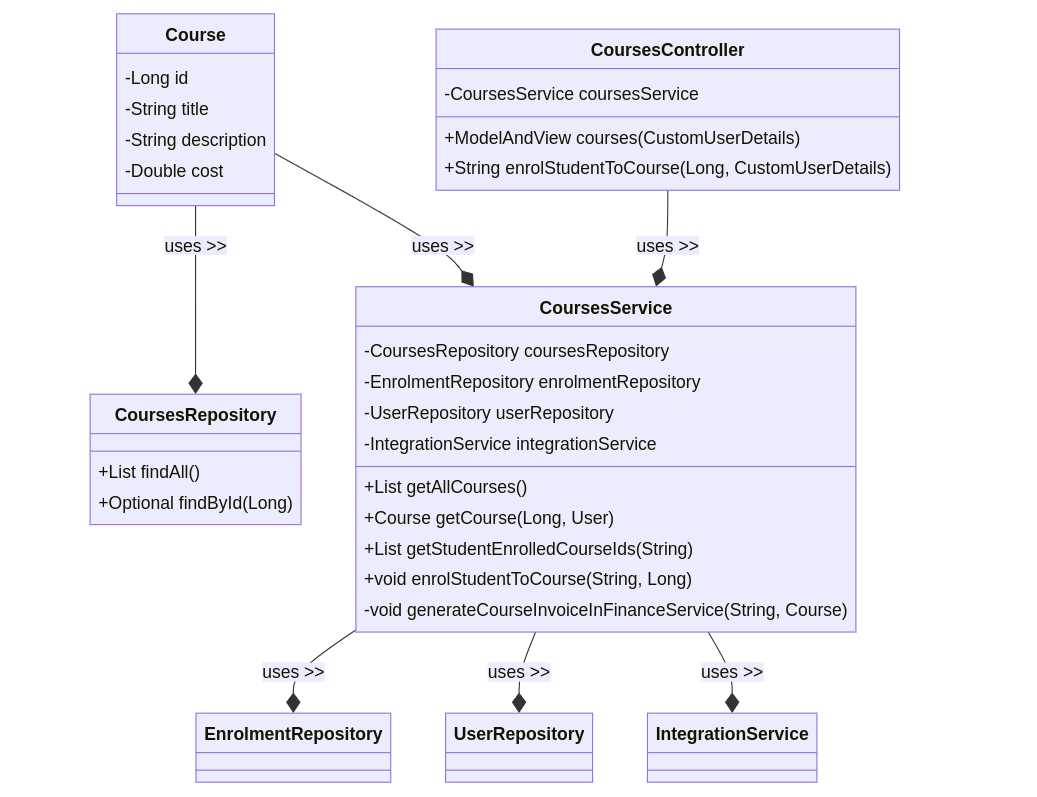 Course
-Long id
-String title
-String description
-Double cost
CoursesController
-CoursesService coursesService
+ModelAndView courses(CustomUserDetails)
+String enrolStudentToCourse(Long, CustomUserDetails)
uses >>
uses >>
uses >>
CoursesRepository
+List findAll()
+Optional findById(Long)
CoursesService
-CoursesRepository coursesRepository
-EnrolmentRepository enrolmentRepository
-UserRepository userRepository
-IntegrationService integrationService
+List getAllCourses()
+Course getCourse(Long, User)
+List getStudentEnrolledCourseIds(String)
+void enrolStudentToCourse(String, Long)
-void generateCourseInvoiceInFinanceService(String, Course)
uses >>
uses >>
uses >>
EnrolmentRepository
UserRepository
IntegrationService